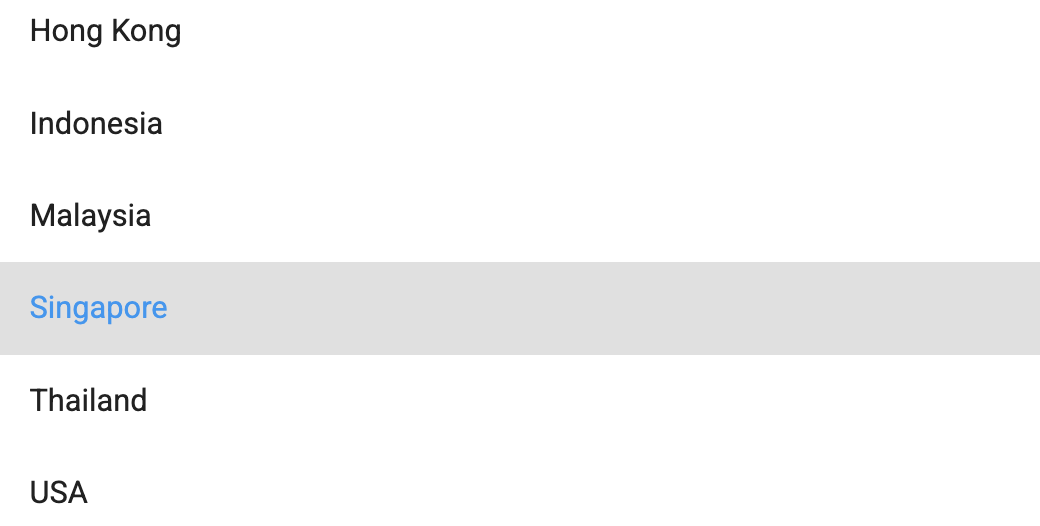 Hong Kong
Indonesia
Malaysia
Singapore
Thailand
USA